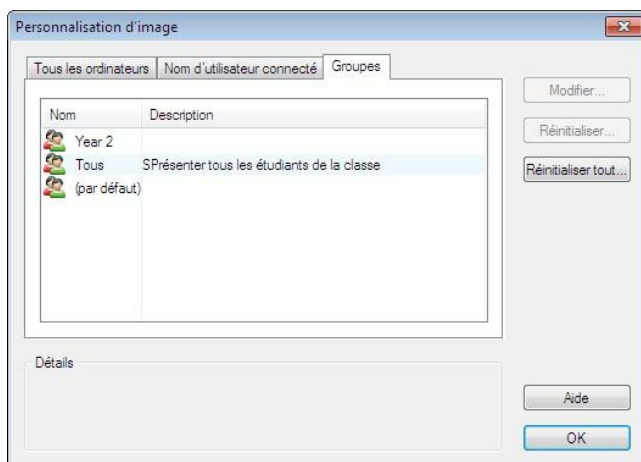 Personnalisation d'image
Tous les ordinateurs
Nom d'utilisateur connecté
Groupes
Nom
Description
Year 2
Tous
SPrésenter tous les étudiants de la classe
(par défaut)
Modifier...
Réinitialiser...
Réinitialiser tout...
Détails
Aide
OK